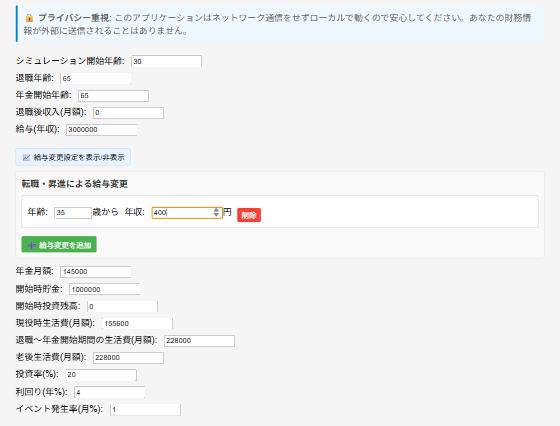 🔒 プライバシー重視: このアプリケーションはネットワーク通信をせずローカルで動くので安心してください。あなたの財務情
報が外部に送信されることはありません。
シミュレーション開始年齢: 30
退職年齢: 65
年金開始年齢: 65
退職後収入(月額): 0
給与(年収): 3000000
📈 給与変更設定を表示/非表示
転職・昇進による給与変更
年齢: 35 歳から 年収: 400 円 削除
➕ 給与変更を追加
年金月額: 145000
開始時貯金: 1000000
開始時投資残高: 0
現役時生活費(月額): 155600
退職〜年金開始期間の生活費(月額): 228000
老後生活費(月額): 228000
投資率(%): 20
利回り(年%): 4
イベント発生率(月%): 1